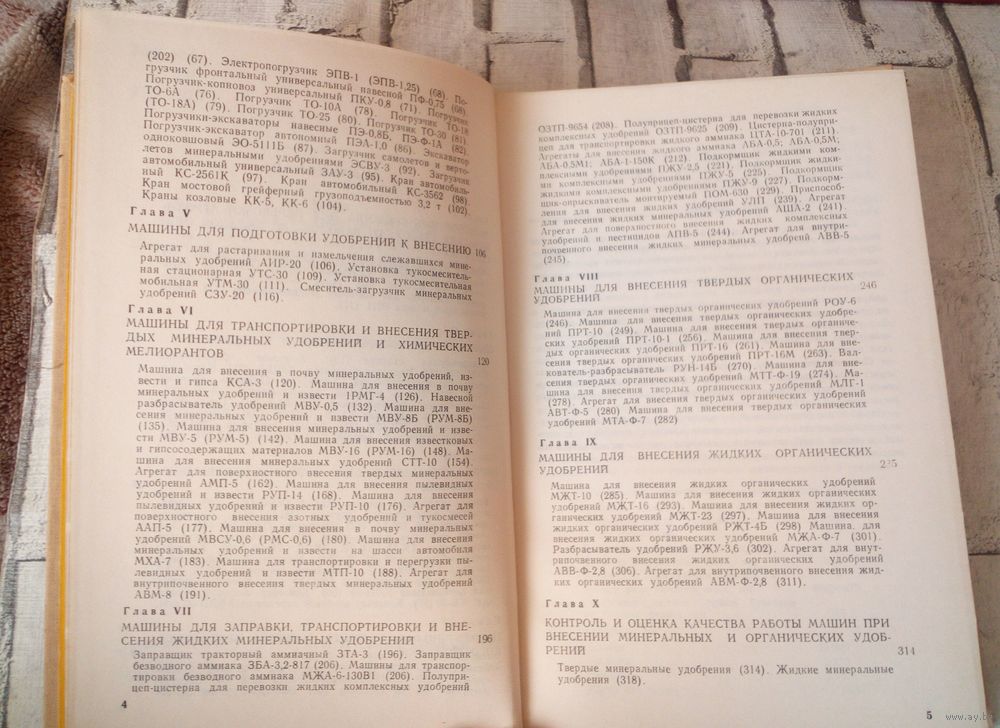 (202) (67). Электропогрузчик ЭПВ-1 (ЭПВ-1,25) (68) По-
грузчик фронтальный универсальный навесной ПФ-0,75 (68).
Погрузчик-копновоз универсальный ПКУ-0,8 (71). Погрузчик
ТО-6А (76). Погрузчик ТО-10А (78). Погрузчик ТО-18
(ТО-18А) (79). Погрузчик ТО-25 (80). Погрузчик ТО-30 (81).
Погрузчики-экскаваторы навесные ПЭ-0,8Б, ПЭ-Ф-1А (82).
Погрузчик-экскаватор автономный ПЭА-1,0 (86). Экскаватор
одноковшовый ЭО-5111Б (87). Загрузчик самолетов и верто-
летов минеральными удобрениями ЭСВУ-3 (92). Загрузчик
автомобильный универсальный ЗАУ-3 (95). Кран автомобиль-
ный КС-2561К (97). Кран автомобильный КС-3562 (98).
Кран мостовой грейферный грузоподъемностью 3,2 т (102).
Краны козловые КК-5, КК-6 (104).
Глава V
МАШИНЫ ДЛЯ ПОДГОТОВКИ УДОБРЕНИЙ К ВНЕСЕНИЮ 106
Агрегат для растаривания и измельчения слежавшихся мине-
ральных удобрений АИР-20 (106). Установка тукосмеситель-
ная стационарная УТС-30 (109). Установка тукосмесительная
мобильная УТМ-30 (111). Смеситель-загрузчик минеральных
удобрений СЗУ-20 (116).
Глава VI
МАШИНЫ ДЛЯ ТРАНСПОРТИРОВКИ И ВНЕСЕНИЯ ТВЕР-
ДЫХ МИНЕРАЛЬНЫХ УДОБРЕНИЙ И ХИМИЧЕСКИХ
МЕЛИОРАНТОВ 120
Машина для внесения в почву минеральных удобрений, из-
вести и гипса КСА-3 (120). Машина для внесения в почву
минеральных удобрений и извести 1РМГ-4 (126). Навесной
разбрасыватель удобрений МВУ-0,5 (132). Машина для вне-
сения минеральных удобрений и извести МВУ-8Б (РУМ-8Б)
(135). Машина для внесения минеральных удобрений и изве-
сти МВУ-5 (РУМ-5) (142). Машина для внесения известковых
и гипсосодержащих материалов МВУ-16 (РУМ-16) (148). Ма-
шина для внесения минеральных удобрений СТТ-10 (154).
Агрегат для поверхностного внесения твердых минеральных
удобрений АМП-5 (162). Машина для внесения пылевидных
удобрений и извести РУП-14 (168). Машина для внесения
пылевидных удобрений и извести РУП-10 (176). Агрегат для
поверхностного внесения азотных удобрений и тукосмесей
ААП-5 (177). Машина для внесения в почву минеральных
удобрений МВСУ-0,6 (РМС-0,6) (180). Машина для внесения
минеральных удобрений и извести на шасси автомобиля
МХА-7 (183). Машина для транспортировки и перегрузки пы-
левидных удобрений и извести МТП-10 (188). Агрегат для
внутрипочвенного внесения твердых минеральных удобрений
АВМ-8 (191).
Глава VII
МАШИНЫ ДЛЯ ЗАПРАВКИ, ТРАНСПОРТИРОВКИ И ВНЕ-
СЕНИЯ ЖИДКИХ МИНЕРАЛЬНЫХ УДОБРЕНИЙ 196
Заправщик тракторный аммиачный ЗТА-3 (196). Заправщик
безводного аммиака ЗБА-3,2-817 (206). Машины для транспор-
тировки безводного аммиака МЖА-6-130В1 (206). Полупри-
цеп-цистерна для перевозки жидких комплексных удобрений
4
ОЗТП-9654 (208). Полуприцеп-цистерна для перевозки жидких
комплексных удобрений ОЗТП-9625 (209). Цистерна-полупри-
цеп для транспортировки жидкого аммиака ЦТА-10-701 (211).
Агрегаты для внесения жидкого аммиака АБА-0,5; АБА-0,5М;
АБА-0,5М1; АБА-1-150К (212). Подкормщик жидкими ком-
плексными удобрениями ПЖУ-2,5 (221). Подкормщик жидки-
ми комплексными удобрениями ПЖУ-5 (225). Подкормщик
жидкими комплексными удобрениями ПЖУ-9 (227). Подкорм-
щик-опрыскиватель монтируемый ПОМ-630 (229). Приспособ-
ления для внесения жидких удобрений УЛП (239). Агрегат
для внесения жидких минеральных удобрений АША-2 (241).
Агрегат для поверхностного внесения жидких комплексных
удобрений и пестицидов АПВ-5 (244). Агрегат для внутри-
почвенного внесения жидких минеральных удобрений АВВ-5
(245).
Глава VIII
МАШИНЫ ДЛЯ ВНЕСЕНИЯ ТВЕРДЫХ ОРГАНИЧЕСКИХ
УДОБРЕНИЙ 246
Машина для внесения твердых органических удобрений РОУ-6
(246). Машина для внесения твердых органических удобре-
ний ПРТ-10 (249). Машина для внесения твердых органиче-
ских удобрений ПРТ-10-1 (256). Машина для внесения твер-
дых органических удобрений ПРТ-16 (261). Машина для вне-
сения твердых органических удобрений ПРТ-16М (263). Вал-
кователь-разбрасыватель РУН-14Б (270). Машина для вне-
сения твердых органических удобрений МТТ-Ф-19 (274). Ма-
шина для внесения твердых органических удобрений МЛГ-1
(278). Агрегат для внесения твердых органических удобрений
АВТ-Ф-5 (280) Машина для внесения твердых органических
удобрений МТА-Ф-7 (282)
Глава IX
МАШИНЫ ДЛЯ ВНЕСЕНИЯ ЖИДКИХ ОРГАНИЧЕСКИХ
УДОБРЕНИЙ 285
Машина для внесения жидких органических удобрений
МЖТ-10 (285). Машина для внесения жидких органических
удобрений МЖТ-16 (293). Машина для внесения жидких ор-
ганических удобрений МЖТ-23 (297). Машина для внесения
жидких органических удобрений РЖТ-4Б (298). Машина. для
внесения жидких органических удобрений МЖА-Ф-7 (301).
Разбрасыватель удобрений РЖУ-3,6 (302). Агрегат для внут-
рипочвенного внесения жидких органических удобрений
АВВ-Ф-2,8 (306). Агрегат для внутрипочвенного внесения жид-
ких органических удобрений АВМ-Ф-2,8 (311).
Глава X
КОНТРОЛЬ И ОЦЕНКА КАЧЕСТВА РАБОТЫ МАШИН ПРИ
ВНЕСЕНИИ МИНЕРАЛЬНЫХ И ОРГАНИЧЕСКИХ УДОБ-
РЕНИЙ 314
Твердые минеральные удобрения (314). Жидкие минеральные
удобрения (318).
5
www.ay.by